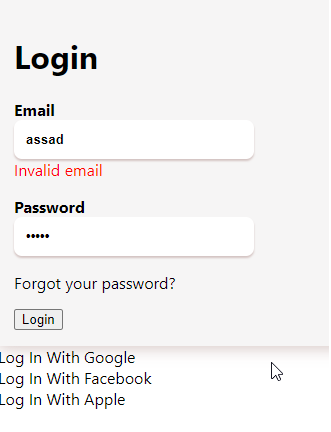 Login
Email
assad
Invalid email
Password
•••••
Forgot your password?
Login
Log In With Google
Log In With Facebook
Log In With Apple